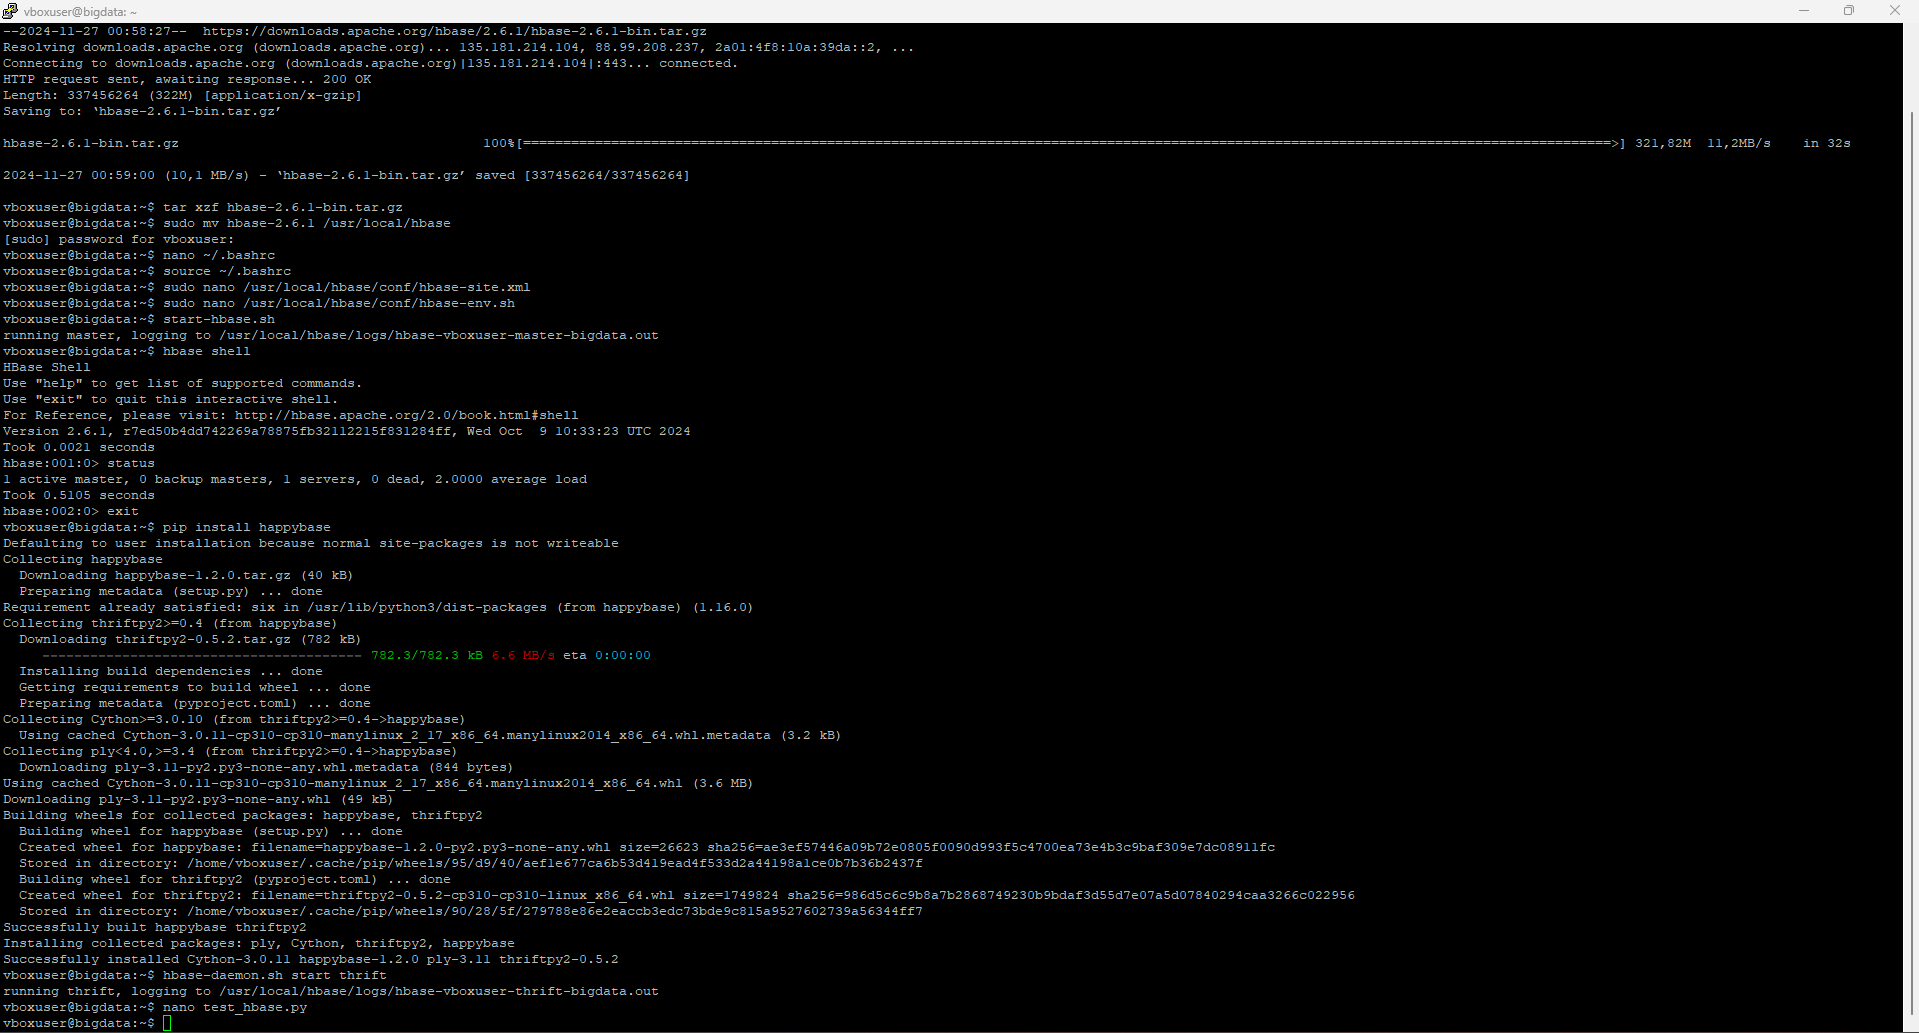 vboxuser@bigdata: ~
--2024-11-27 00:58:27--  https://downloads.apache.org/hbase/2.6.1/hbase-2.6.1-bin.tar.gz
Resolving downloads.apache.org (downloads.apache.org)... 135.181.214.104, 88.99.208.237, 2a01:4f8:10a:39da::2, ...
Connecting to downloads.apache.org (downloads.apache.org)|135.181.214.104|:443... connected.
HTTP request sent, awaiting response... 200 OK
Length: 337456264 (322M) [application/x-gzip]
Saving to: ‘hbase-2.6.1-bin.tar.gz’
hbase-2.6.1-bin.tar.gz 100%[===================>] 321,82M 11,2MB/s in 32s
2024-11-27 00:59:00 (10,1 MB/s) - ‘hbase-2.6.1-bin.tar.gz’ saved [337456264/337456264]
vboxuser@bigdata:~$ tar xzf hbase-2.6.1-bin.tar.gz
vboxuser@bigdata:~$ sudo mv hbase-2.6.1 /usr/local/hbase
[sudo] password for vboxuser:
vboxuser@bigdata:~$ nano ~/.bashrc
vboxuser@bigdata:~$ source ~/.bashrc
vboxuser@bigdata:~$ sudo nano /usr/local/hbase/conf/hbase-site.xml
vboxuser@bigdata:~$ sudo nano /usr/local/hbase/conf/hbase-env.sh
vboxuser@bigdata:~$ start-hbase.sh
running master, logging to /usr/local/hbase/logs/hbase-vboxuser-master-bigdata.out
vboxuser@bigdata:~$ hbase shell
HBase Shell
Use "help" to get list of supported commands.
Use "exit" to quit this interactive shell.
For Reference, please visit: http://hbase.apache.org/2.0/book.html#shell
Version 2.6.1, r7ed50b4dd742269a78875fb32112215f831284ff, Wed Oct  9 10:33:23 UTC 2024
Took 0.0021 seconds
hbase:001:0> status
1 active master, 0 backup masters, 1 servers, 0 dead, 2.0000 average load
Took 0.5105 seconds
hbase:002:0> exit
vboxuser@bigdata:~$ pip install happybase
Defaulting to user installation because normal site-packages is not writeable
Collecting happybase
  Downloading happybase-1.2.0.tar.gz (40 kB)
  Preparing metadata (setup.py) ... done
Requirement already satisfied: six in /usr/lib/python3/dist-packages (from happybase) (1.16.0)
Collecting thriftpy2>=0.4 (from happybase)
  Downloading thriftpy2-0.5.2.tar.gz (782 kB)
     ---------------------------------------- 782.3/782.3 kB 6.6 MB/s eta 0:00:00
  Installing build dependencies ... done
  Getting requirements to build wheel ... done
  Preparing metadata (pyproject.toml) ... done
Collecting Cython>=3.0.10 (from thriftpy2>=0.4->happybase)
  Using cached Cython-3.0.11-cp310-cp310-manylinux_2_17_x86_64.manylinux2014_x86_64.whl.metadata (3.2 kB)
Collecting ply<4.0,>=3.4 (from thriftpy2>=0.4->happybase)
  Downloading ply-3.11-py2.py3-none-any.whl.metadata (844 bytes)
Using cached Cython-3.0.11-cp310-cp310-manylinux_2_17_x86_64.manylinux2014_x86_64.whl (3.6 MB)
Downloading ply-3.11-py2.py3-none-any.whl (49 kB)
Building wheels for collected packages: happybase, thriftpy2
  Building wheel for happybase (setup.py) ... done
  Created wheel for happybase: filename=happybase-1.2.0-py2.py3-none-any.whl size=26623 sha256=ae3ef57446a09b72e0805f0090d993f5c4700ea73e4b3c9baf309e7dc08911fc
  Stored in directory: /home/vboxuser/.cache/pip/wheels/95/d9/40/aef1e677ca6b53d419ead4f533d2a44198a1ce0b7b36b2437f
  Building wheel for thriftpy2 (pyproject.toml) ... done
  Created wheel for thriftpy2: filename=thriftpy2-0.5.2-cp310-cp310-linux_x86_64.whl size=1749824 sha256=986d5c6c9b8a7b2868749230b9bdaf3d55d7e07a5d07840294caa3266c022956
  Stored in directory: /home/vboxuser/.cache/pip/wheels/90/28/5f/279788e86e2eaccb3edc73bde9c815a9527602739a56344ff7
Successfully built happybase thriftpy2
Installing collected packages: ply, Cython, thriftpy2, happybase
Successfully installed Cython-3.0.11 happybase-1.2.0 ply-3.11 thriftpy2-0.5.2
vboxuser@bigdata:~$ hbase-daemon.sh start thrift
running thrift, logging to /usr/local/hbase/logs/hbase-vboxuser-thrift-bigdata.out
vboxuser@bigdata:~$ nano test_hbase.py
vboxuser@bigdata:~$